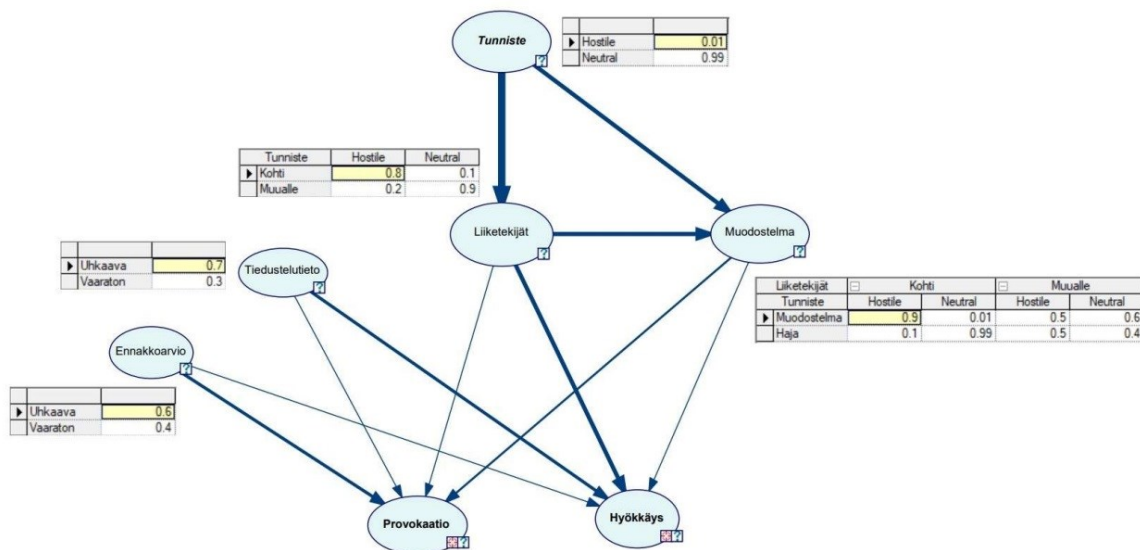 Tunniste
Hostile 0.01
Neutral 0.99
Tunniste Hostile Neutral
Kohti 0.8 0.1
Muualle 0.2 0.9
Liiketekijät
Muodostelma
Uhkaava 0.7
Vaaraton 0.3
Tiedustelutieto
Liiketekijät Kohti Muualle
Tunniste Hostile Neutral Hostile Neutral
Muodostelma 0.9 0.01 0.5 0.6
Haja 0.1 0.99 0.5 0.4
Ennakkoarvio
Uhkaava 0.6
Vaaraton 0.4
Provokaatio
Hyökkäys